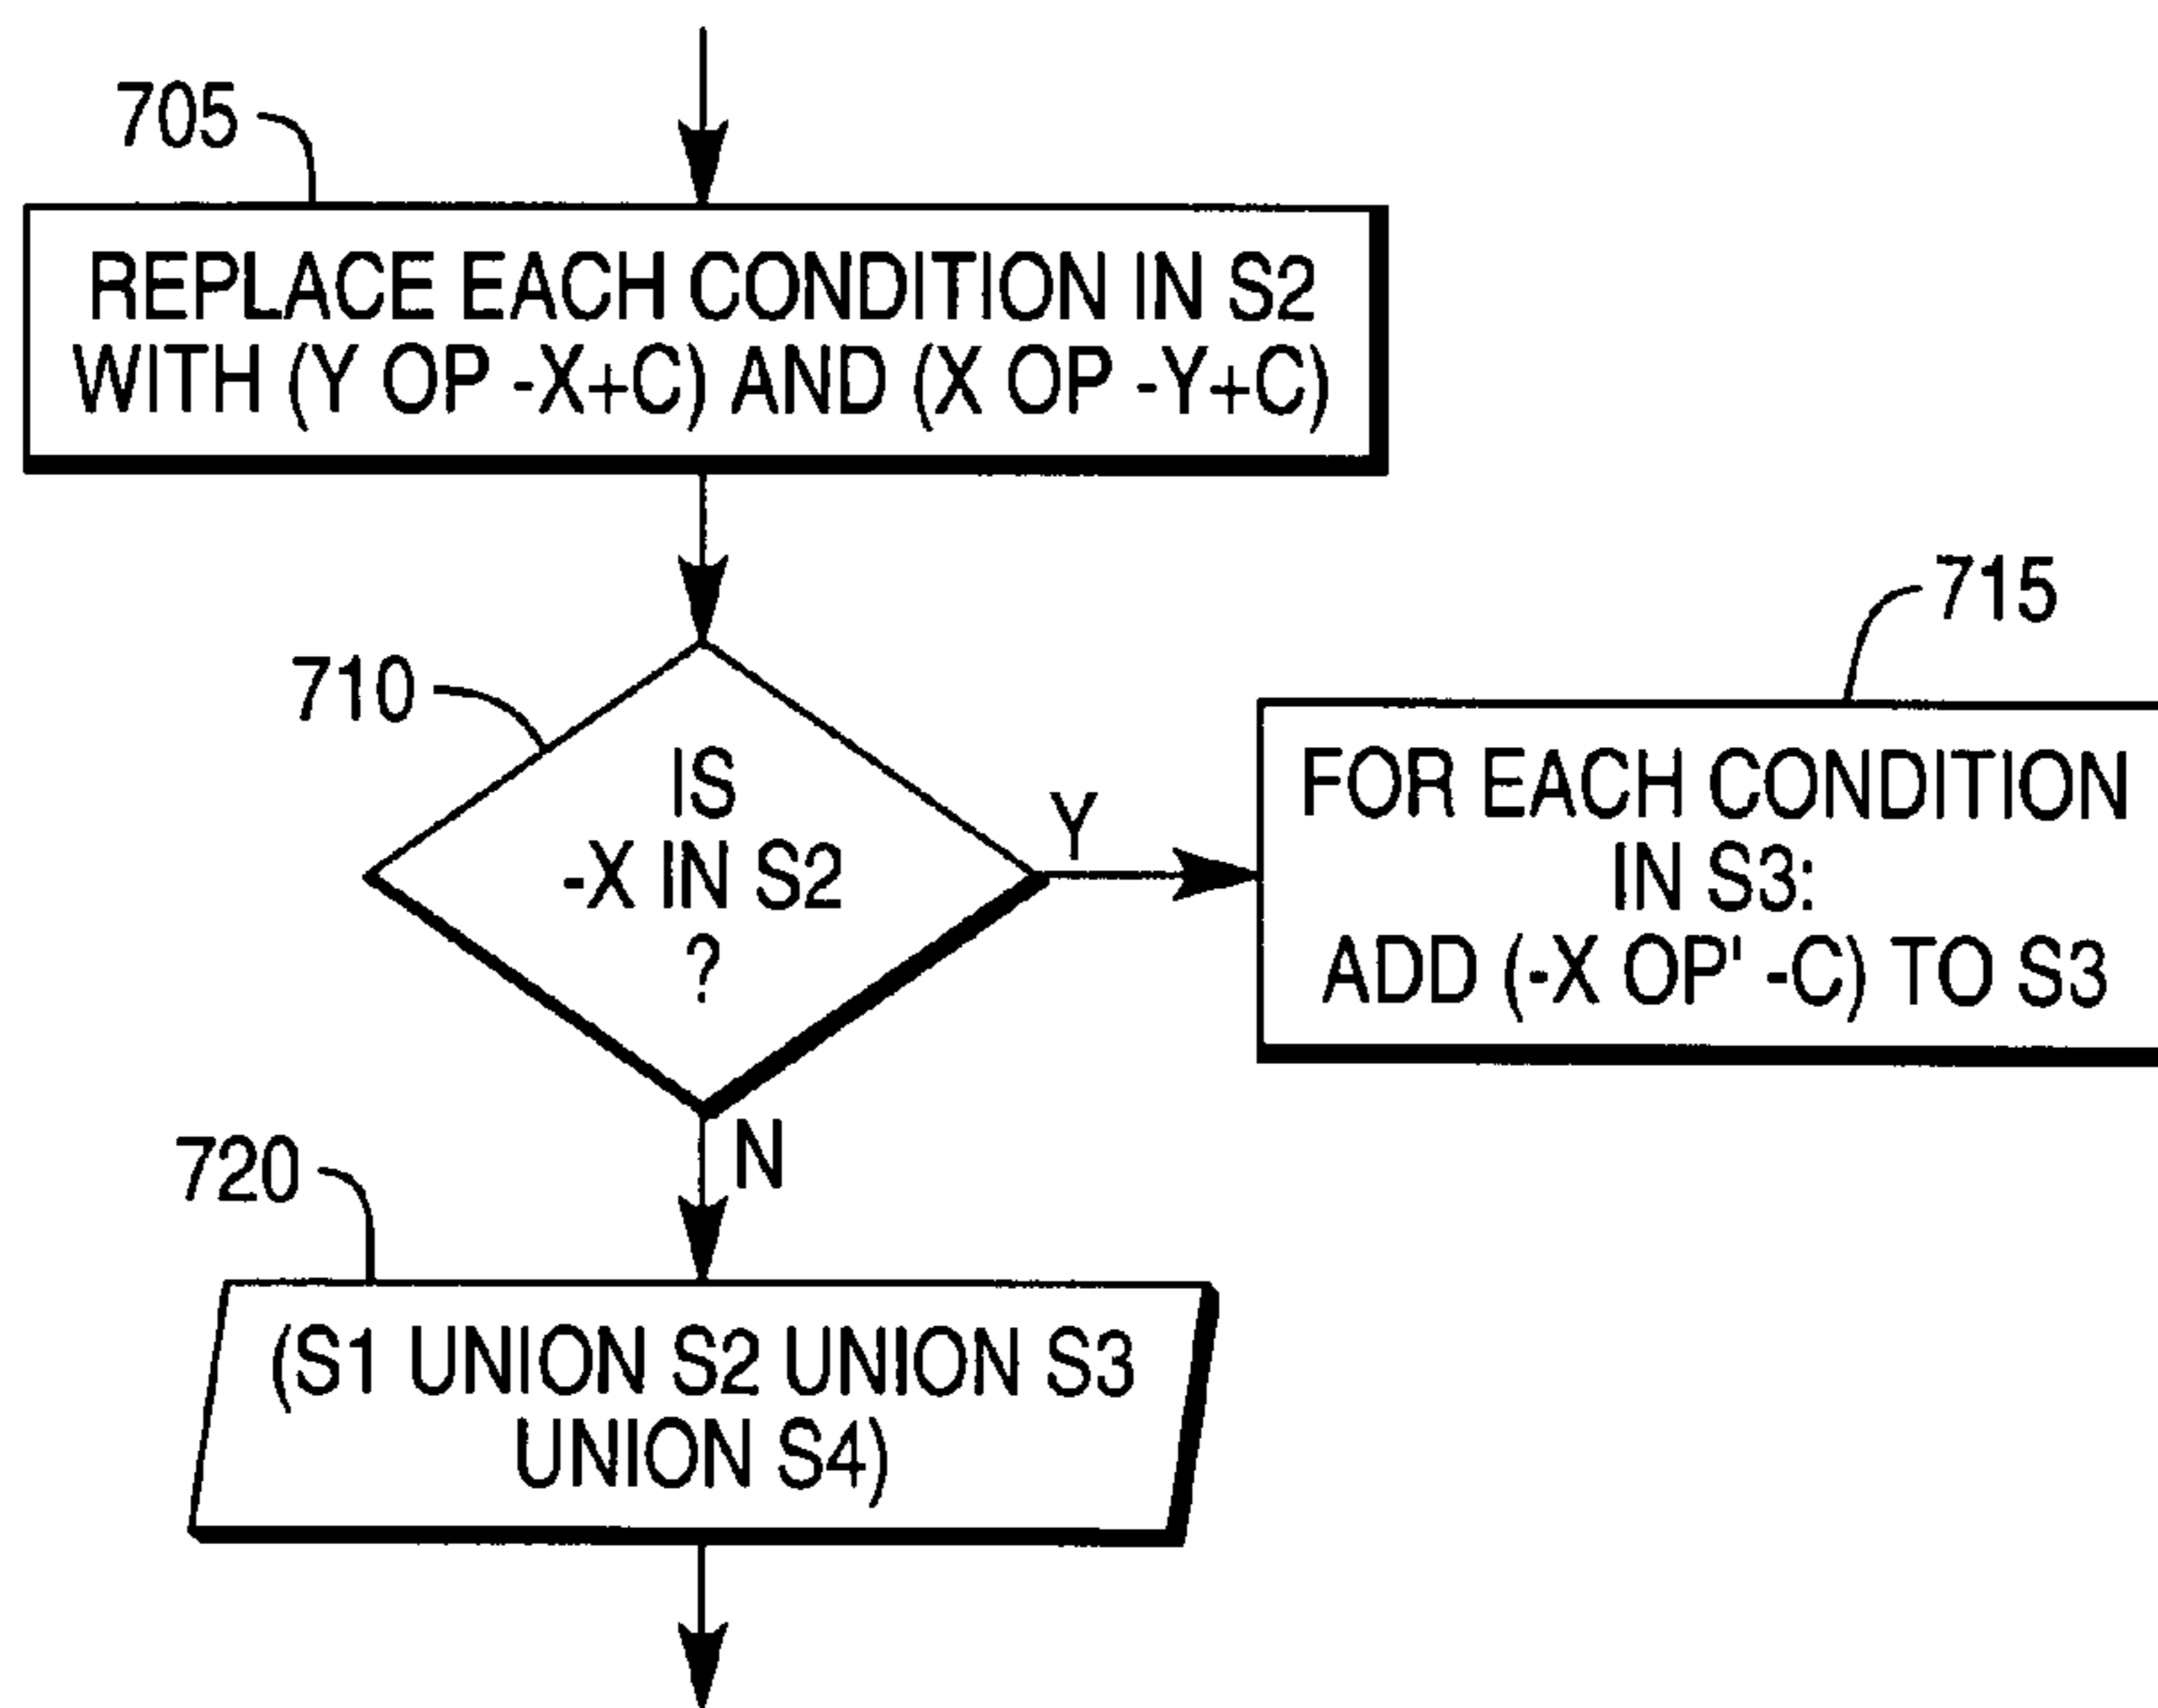 705
REPLACE EACH CONDITION IN S2
WITH (Y OP -X+C) AND (X OP -Y+C)
710
IS
-X IN S2
?
Y
715
FOR EACH CONDITION
IN S3:
ADD (-X OP' -C) TO S3
N
720
(S1 UNION S2 UNION S3
UNION S4)